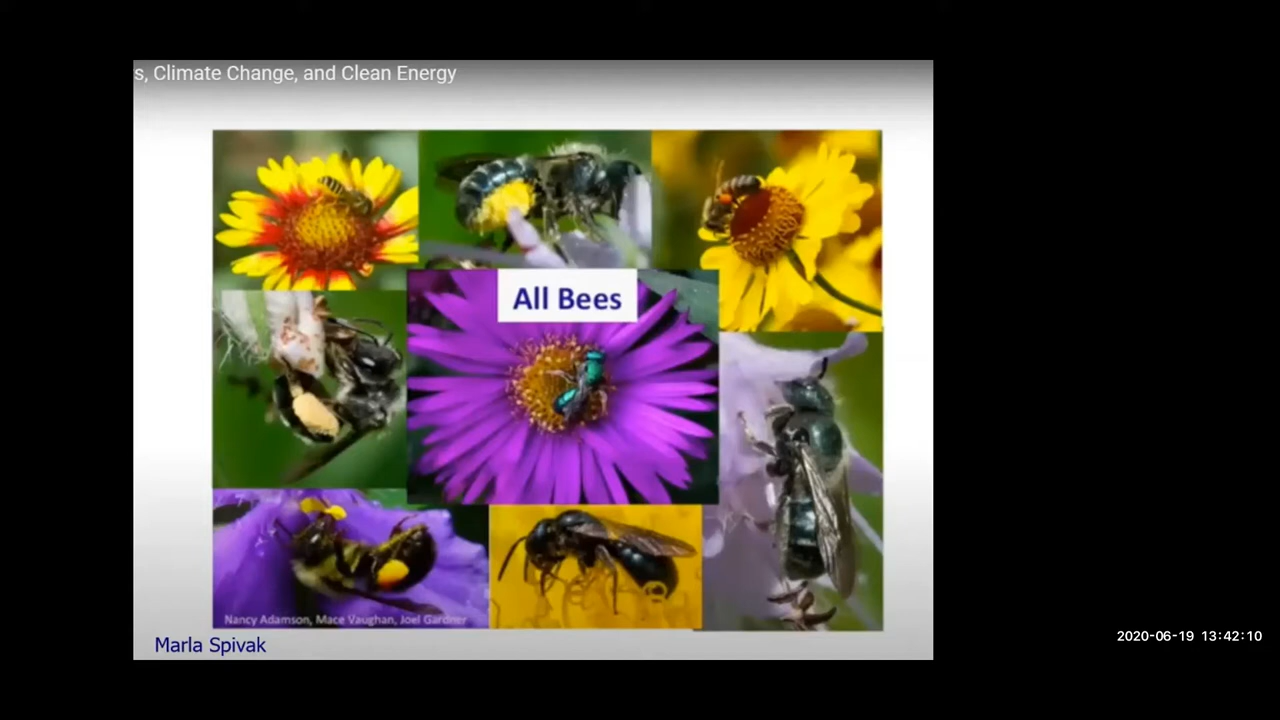 s, Climate Change, and Clean Energy
All Bees
Nancy Adamson, Mace Vaughan, Joel Gardner
Marla Spivak
2020-06-19 13:42:10